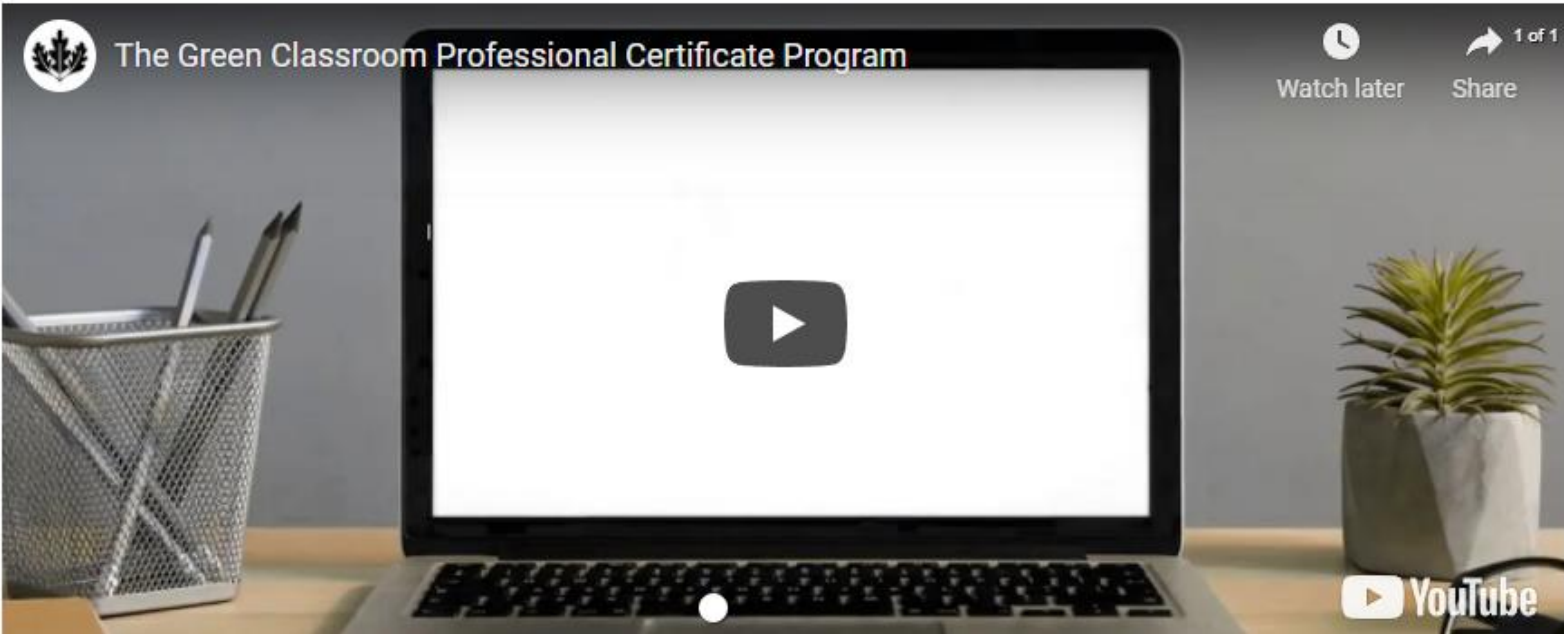 The Green Classroom Professional Certificate Program
Watch later
Share
1 of 1
YouTube